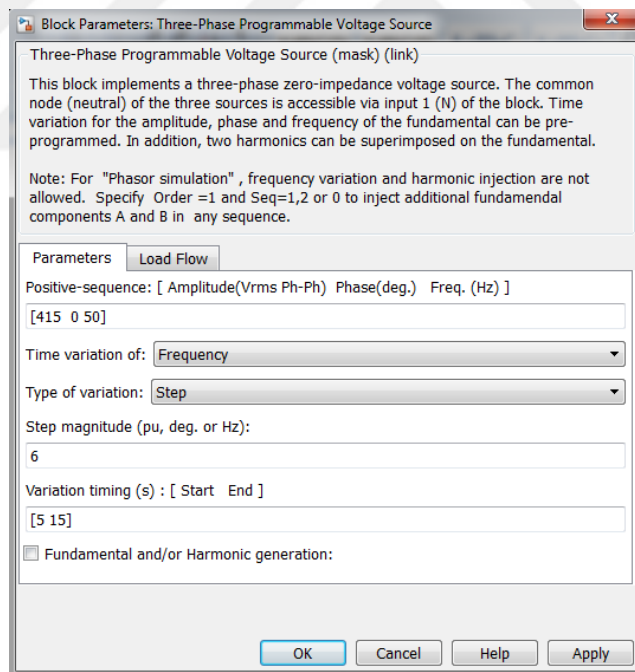 Block Parameters: Three-Phase Programmable Voltage Source
Three-Phase Programmable Voltage Source (mask) (link)
This block implements a three-phase zero-impedance voltage source. The common
node (neutral) of the three sources is accessible via input 1 (N) of the block. Time
variation for the amplitude, phase and frequency of the fundamental can be pre-
programmed. In addition, two harmonics can be superimposed on the fundamental.
Note: For "Phasor simulation" , frequency variation and harmonic injection are not
allowed. Specify Order =1 and Seq=1,2 or 0 to inject additional fundamendal
components A and B in any sequence.
Parameters Load Flow
Positive-sequence: [ Amplitude(Vrms Ph-Ph) Phase(deg.) Freq. (Hz) ]
[415 0 50]
Time variation of: Frequency
Type of variation: Step
Step magnitude (pu, deg. or Hz):
6
Variation timing (s) : [ Start End ]
[5 15]
Fundamental and/or Harmonic generation:
OK Cancel Help Apply